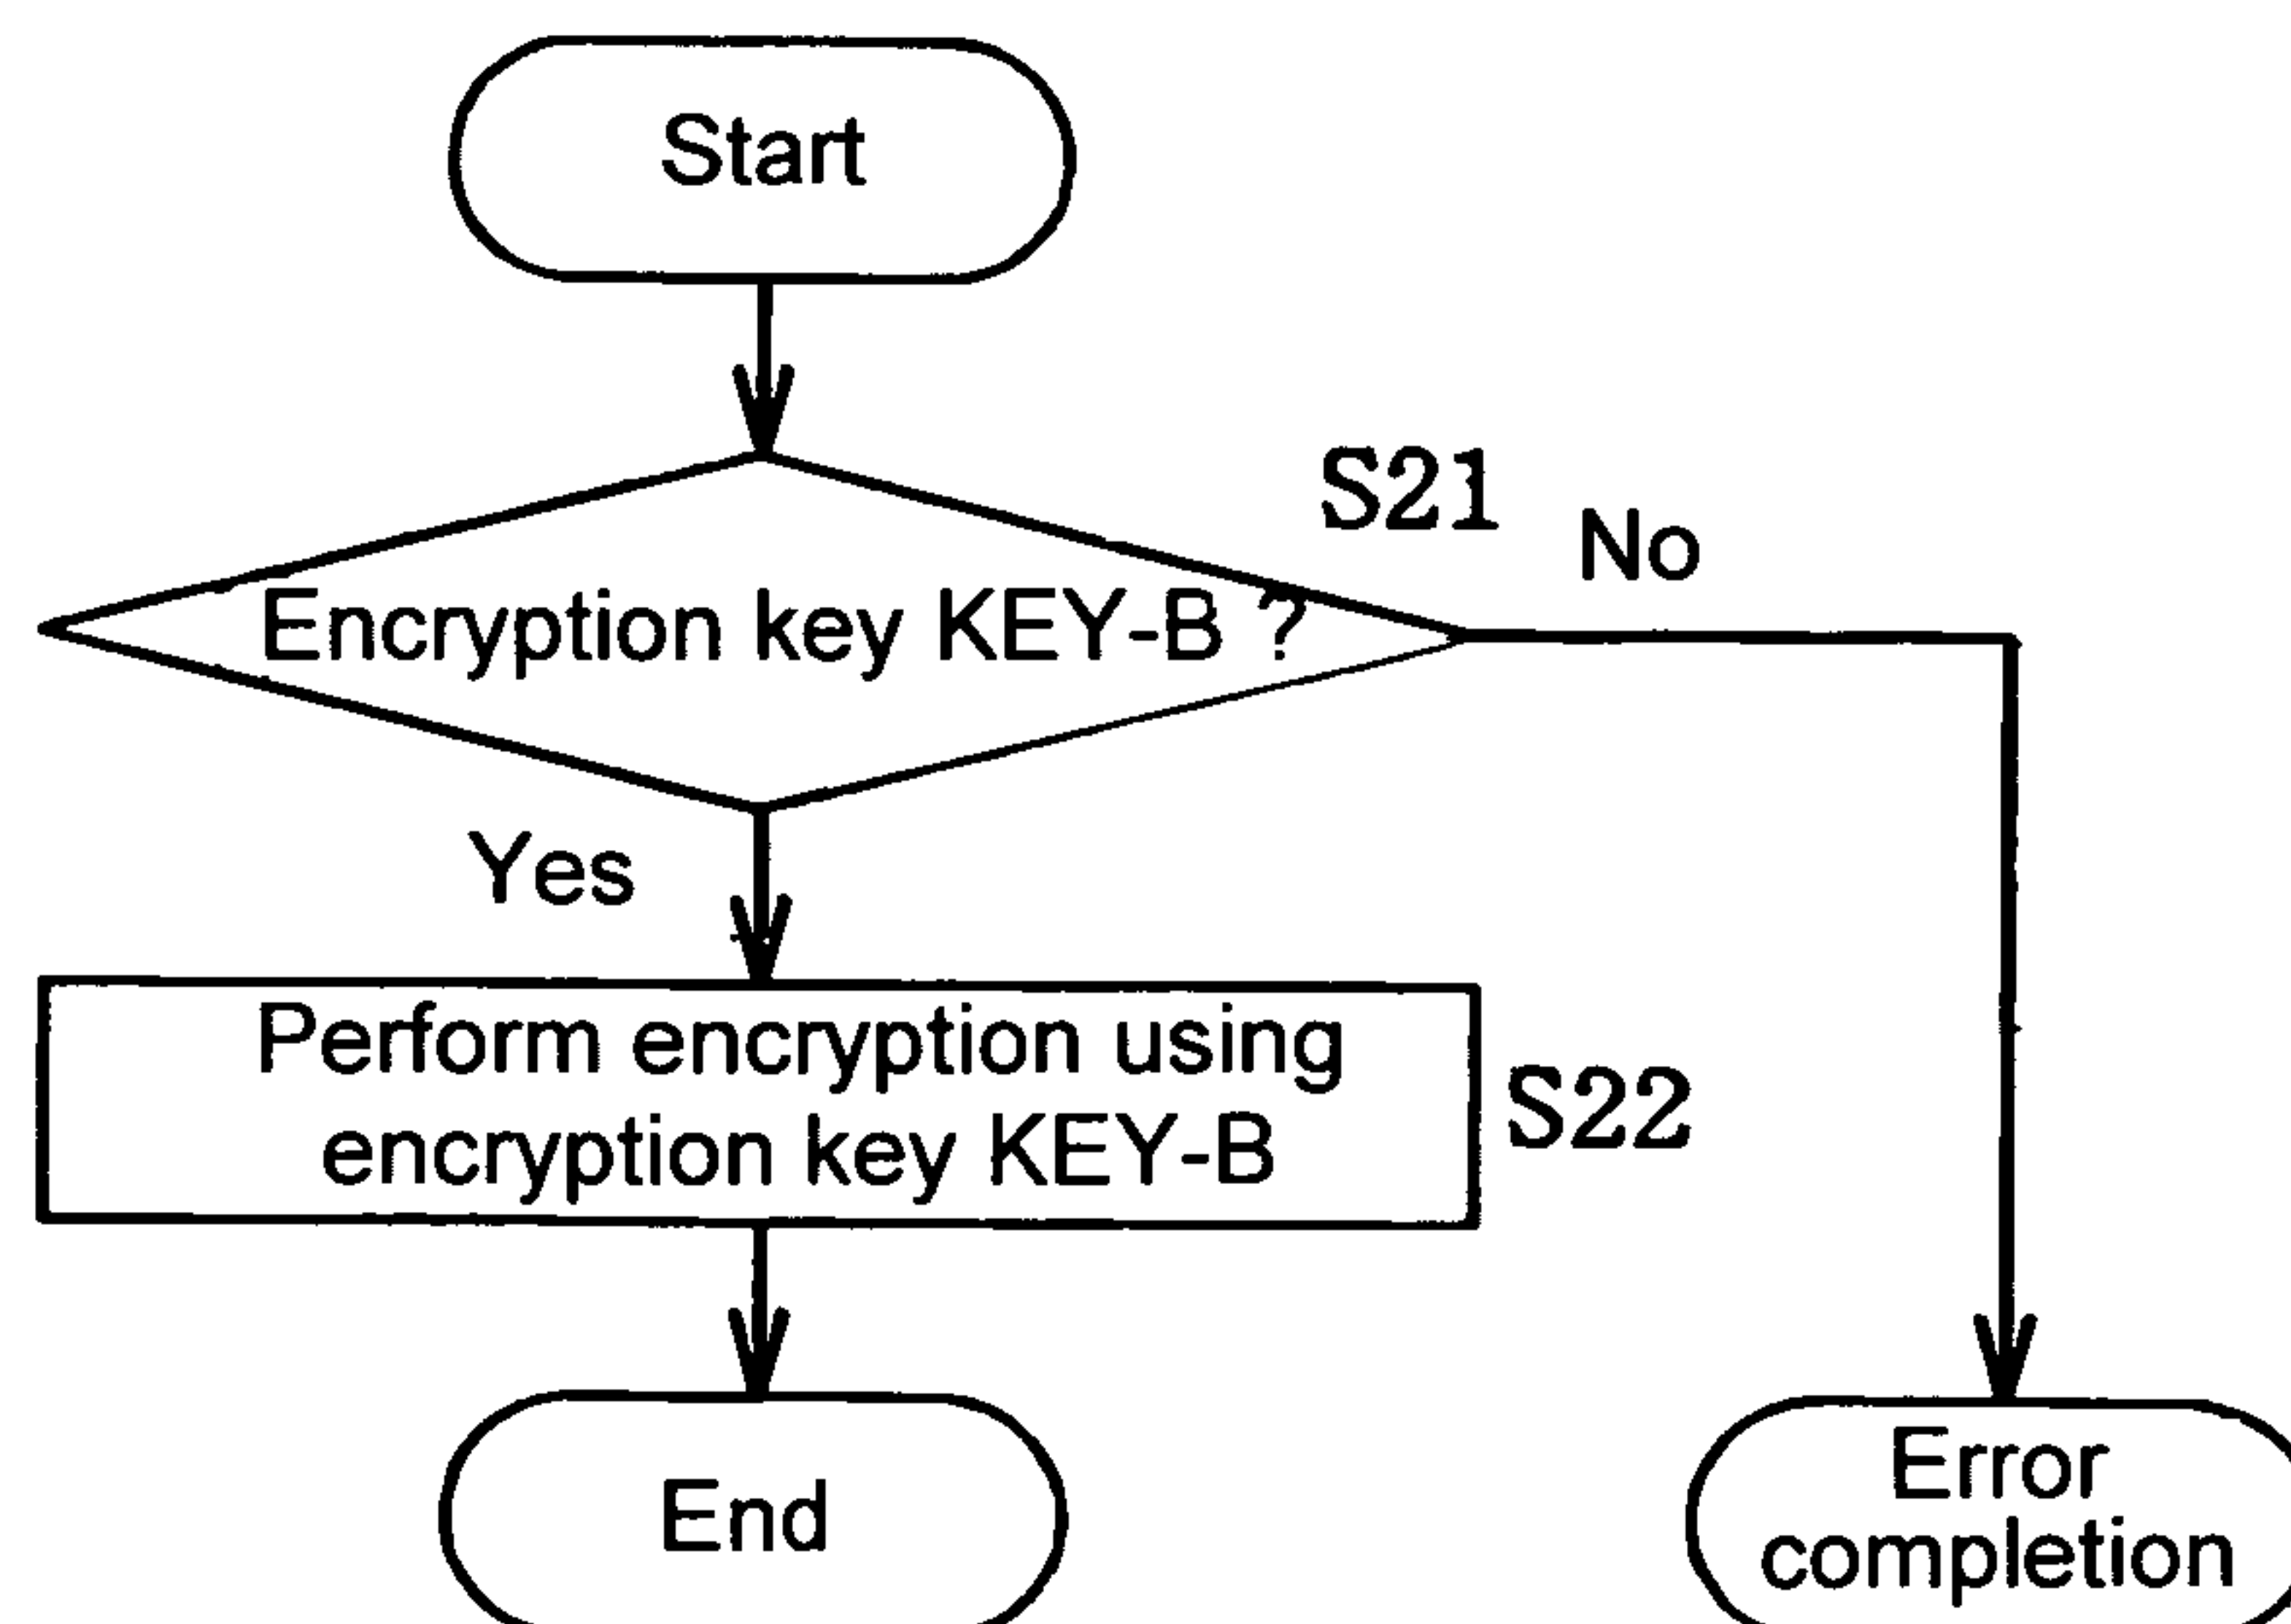 Start
S21
No
Encryption key KEY-B ?
Yes
Perform encryption using
encryption key KEY-B
S22
End
Error
completion